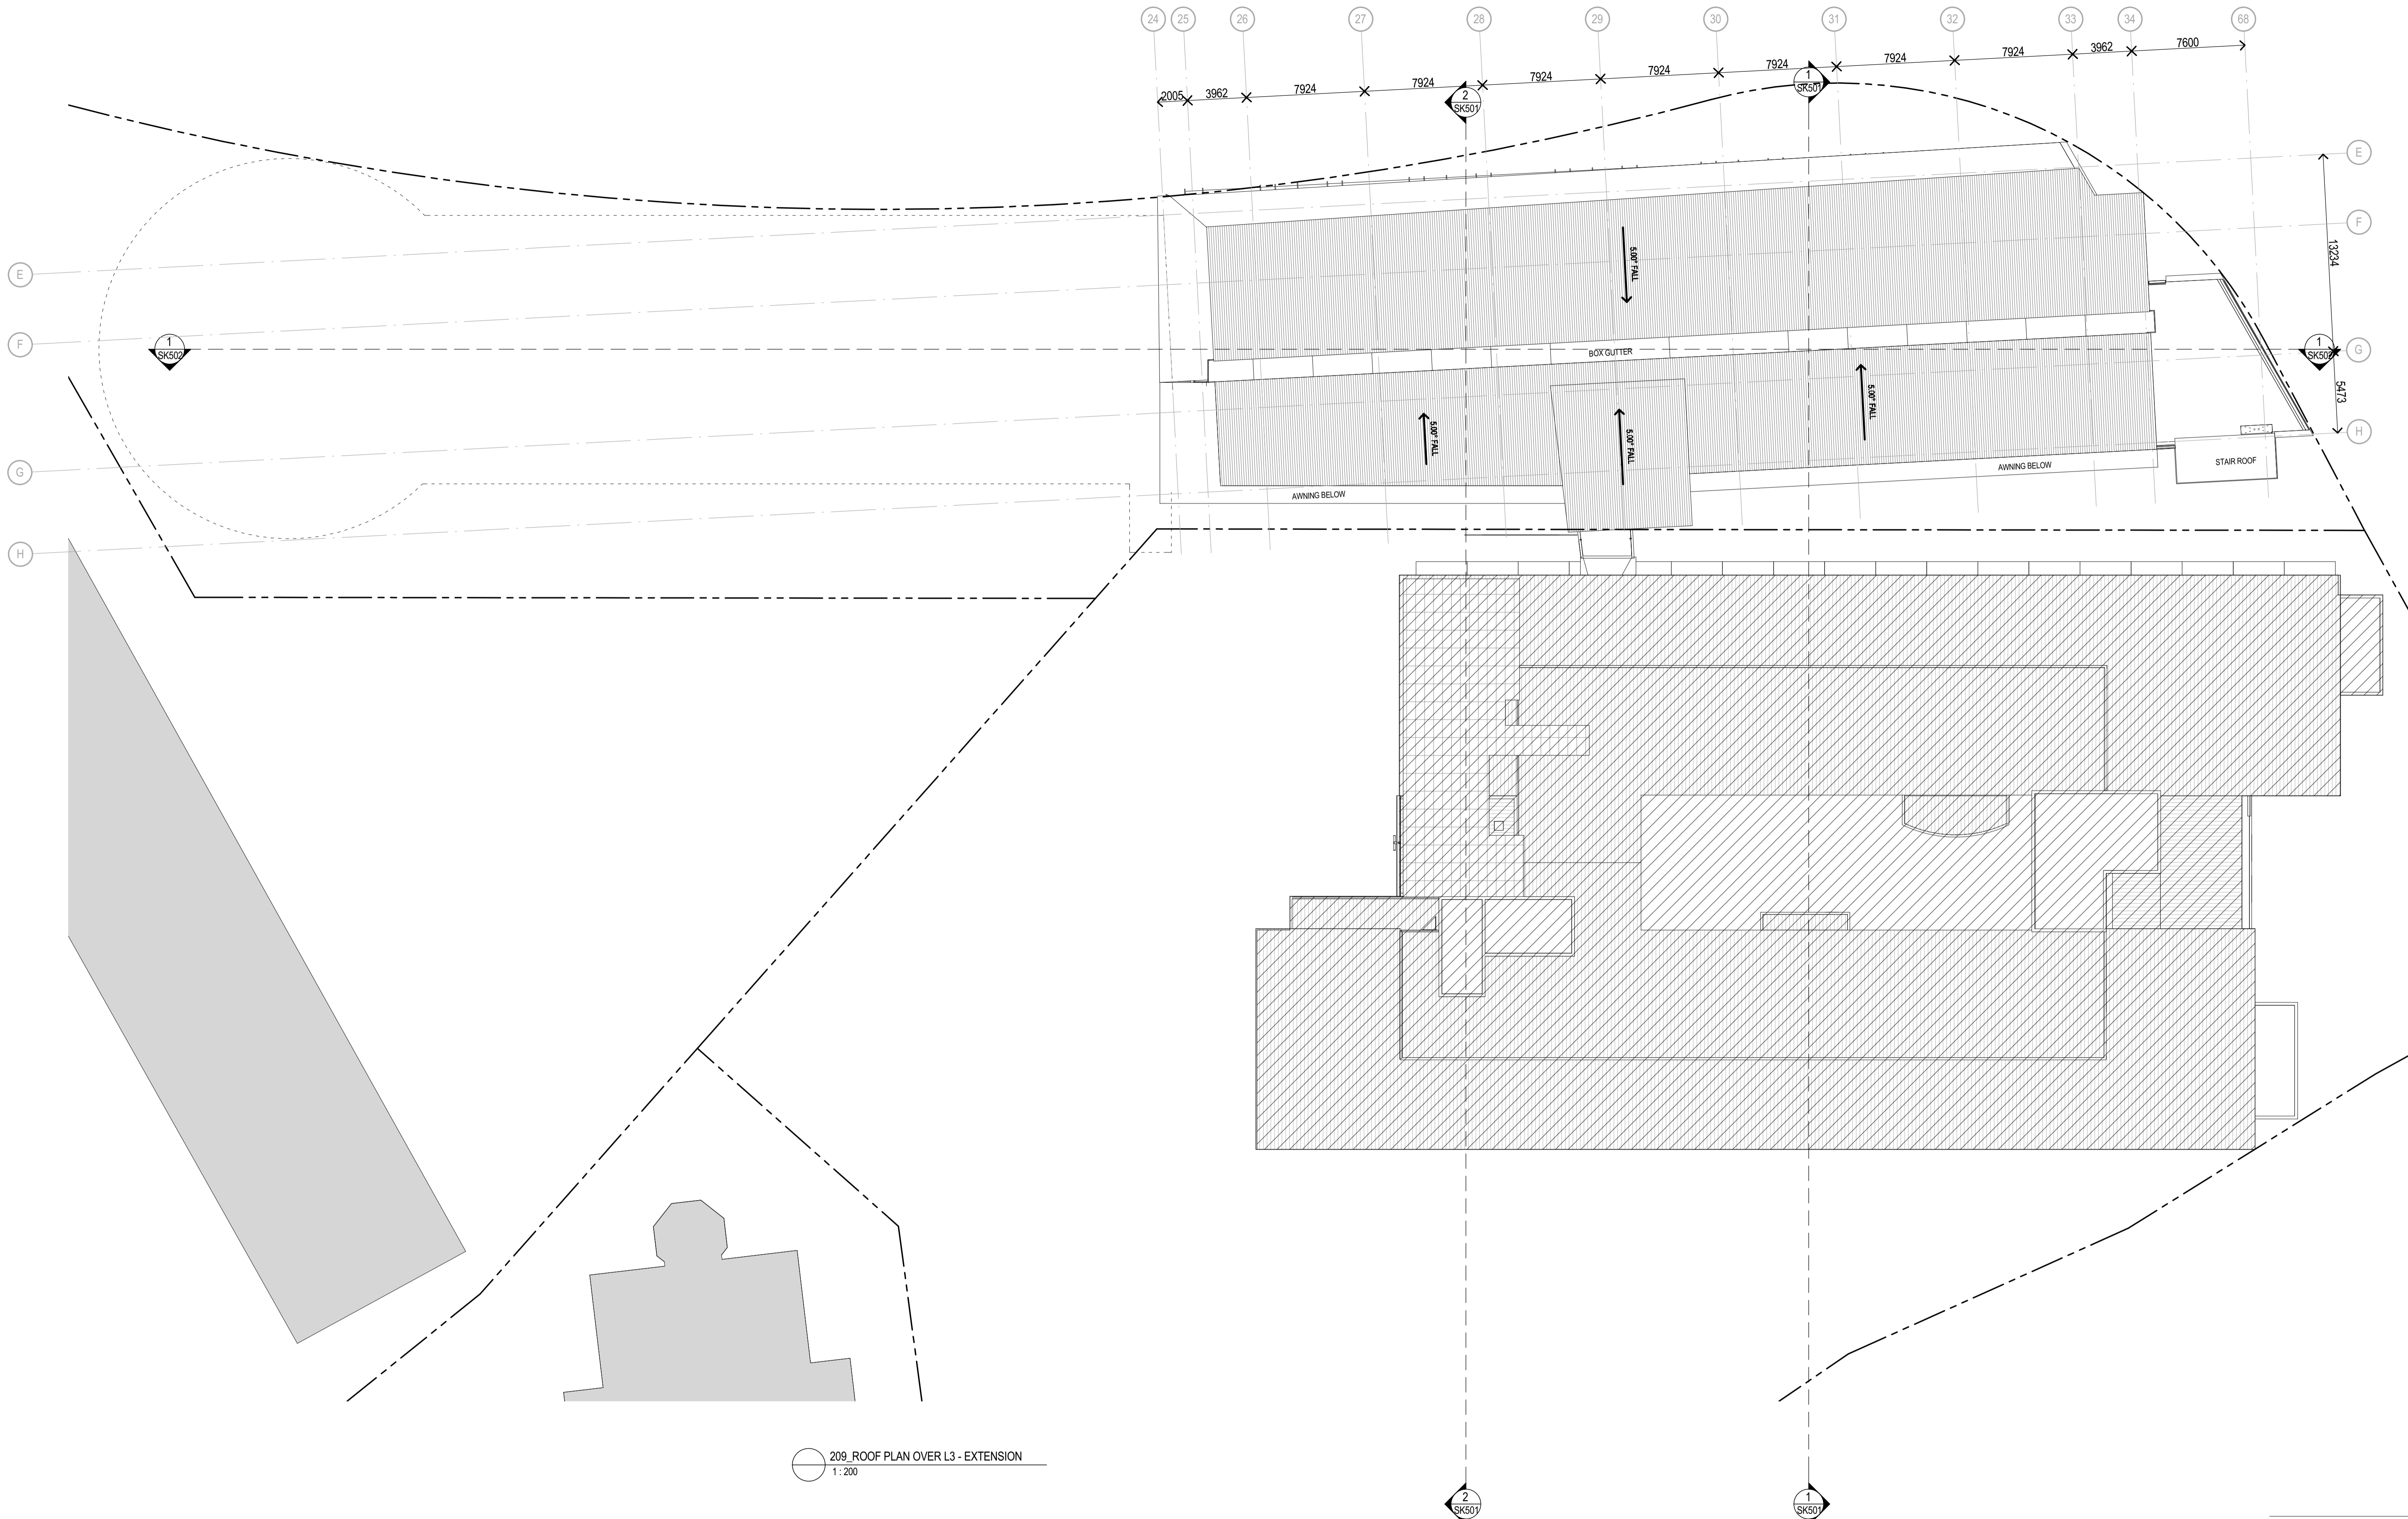 24 25 26 27 28 29 30 31 32 33 34 68
2005 3962 7924 7924 7924 7924 7924 7924 7924 3962 7600
2
SK501
1
SK501
E
F
G
H
E
F
G
H
13234
5473
1
SK502
1
SK502
5.00° FALL
BOX GUTTER
5.00° FALL
5.00° FALL
5.00° FALL
AWNING BELOW
AWNING BELOW
STAIR ROOF
209_ROOF PLAN OVER L3 - EXTENSION
1 : 200
2
SK501
1
SK501